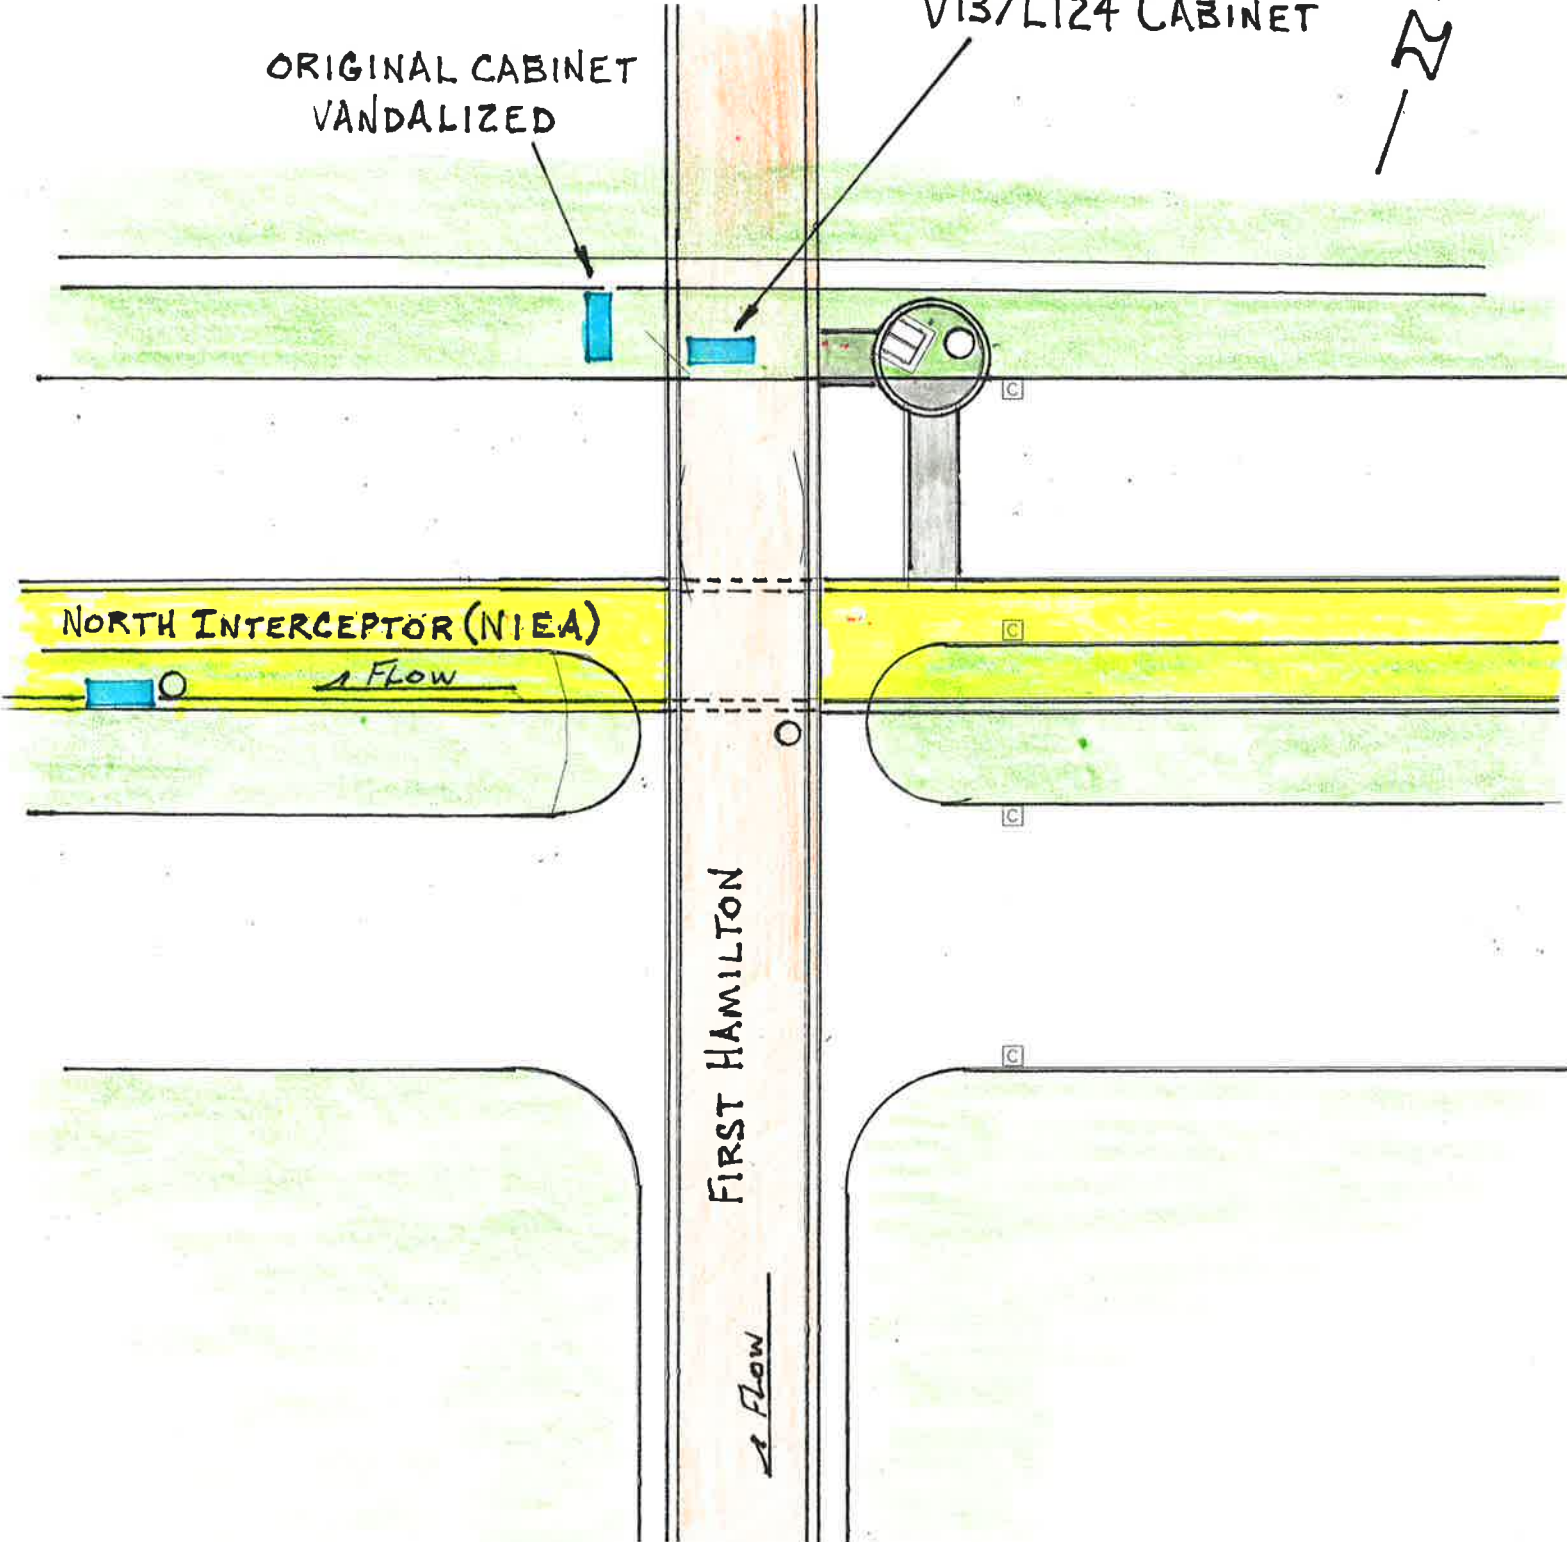 V13/L124 CABINET
N
ORIGINAL CABINET
VANDALIZED
C
NORTH INTERCEPTOR (NIEA)
C
FLOW
C
FIRST HAMILTON
C
FLOW